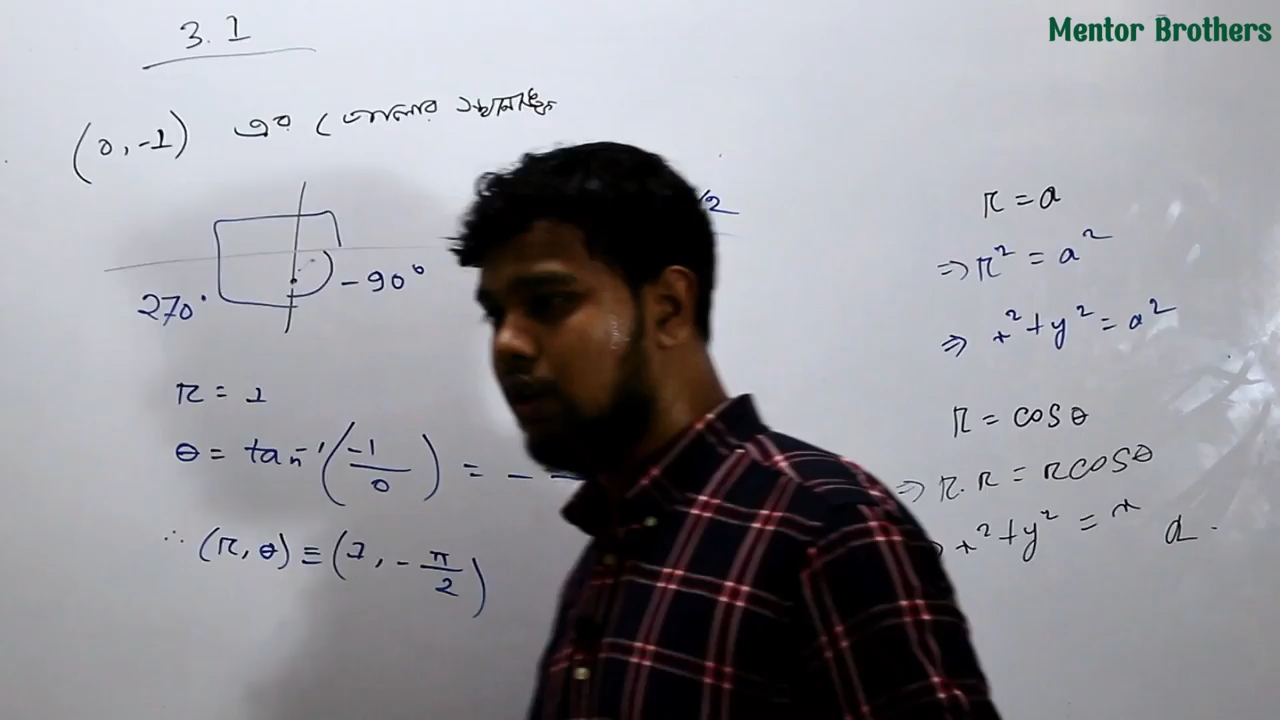 Mentor Brothers
3.1
(0, -1) এর পোলার স্থানাঙ্ক
270°
-90°
r = 1
θ = tan⁻¹(-1/0) = -
∴ (r, θ) ≡ (1, -π/2)
/2
r = a
⇒ r² = a²
⇒ x² + y² = a²
r = cosθ
⇒ r.r = rcosθ
x² + y² = x